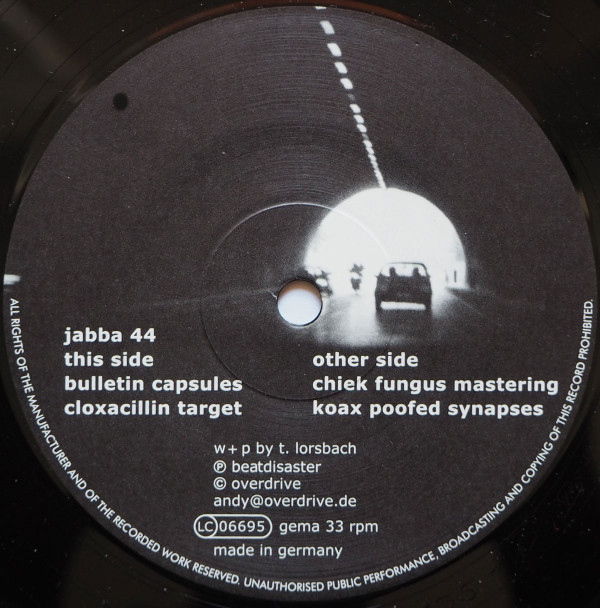 jabba 44
this side
bulletin capsules
cloxacillin target
other side
chiek fungus mastering
koax poofed synapses
w+p by t. lorsbach
℗ beatdisaster
© overdrive
andy@overdrive.de
LC 06695 gema 33 rpm
made in germany
ALL RIGHTS OF THE MANUFACTURER AND OF THE RECORDED WORK RESERVED. UNAUTHORISED PUBLIC PERFORMANCE, BROADCASTING AND COPYING OF THIS RECORD PROHIBITED.